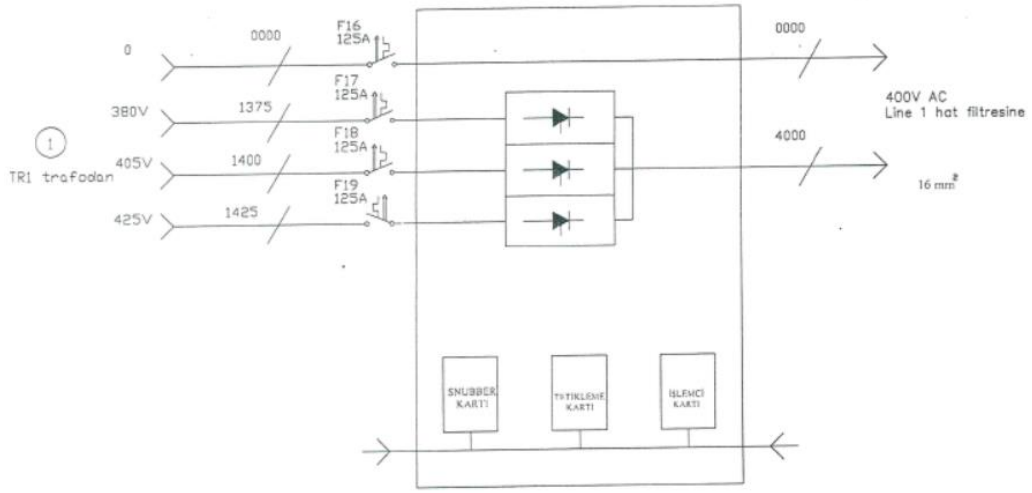 0
0000
F16
125A
0000
380V
1375
F17
125A
400V AC
Line 1 hat filtresine
1
TR1 trafodan
405V
1400
F18
125A
4000
16 mm²
425V
1425
F19
125A
SNUBBER
KARTI
TETİKLEME
KARTI
İŞLEMCİ
KARTI